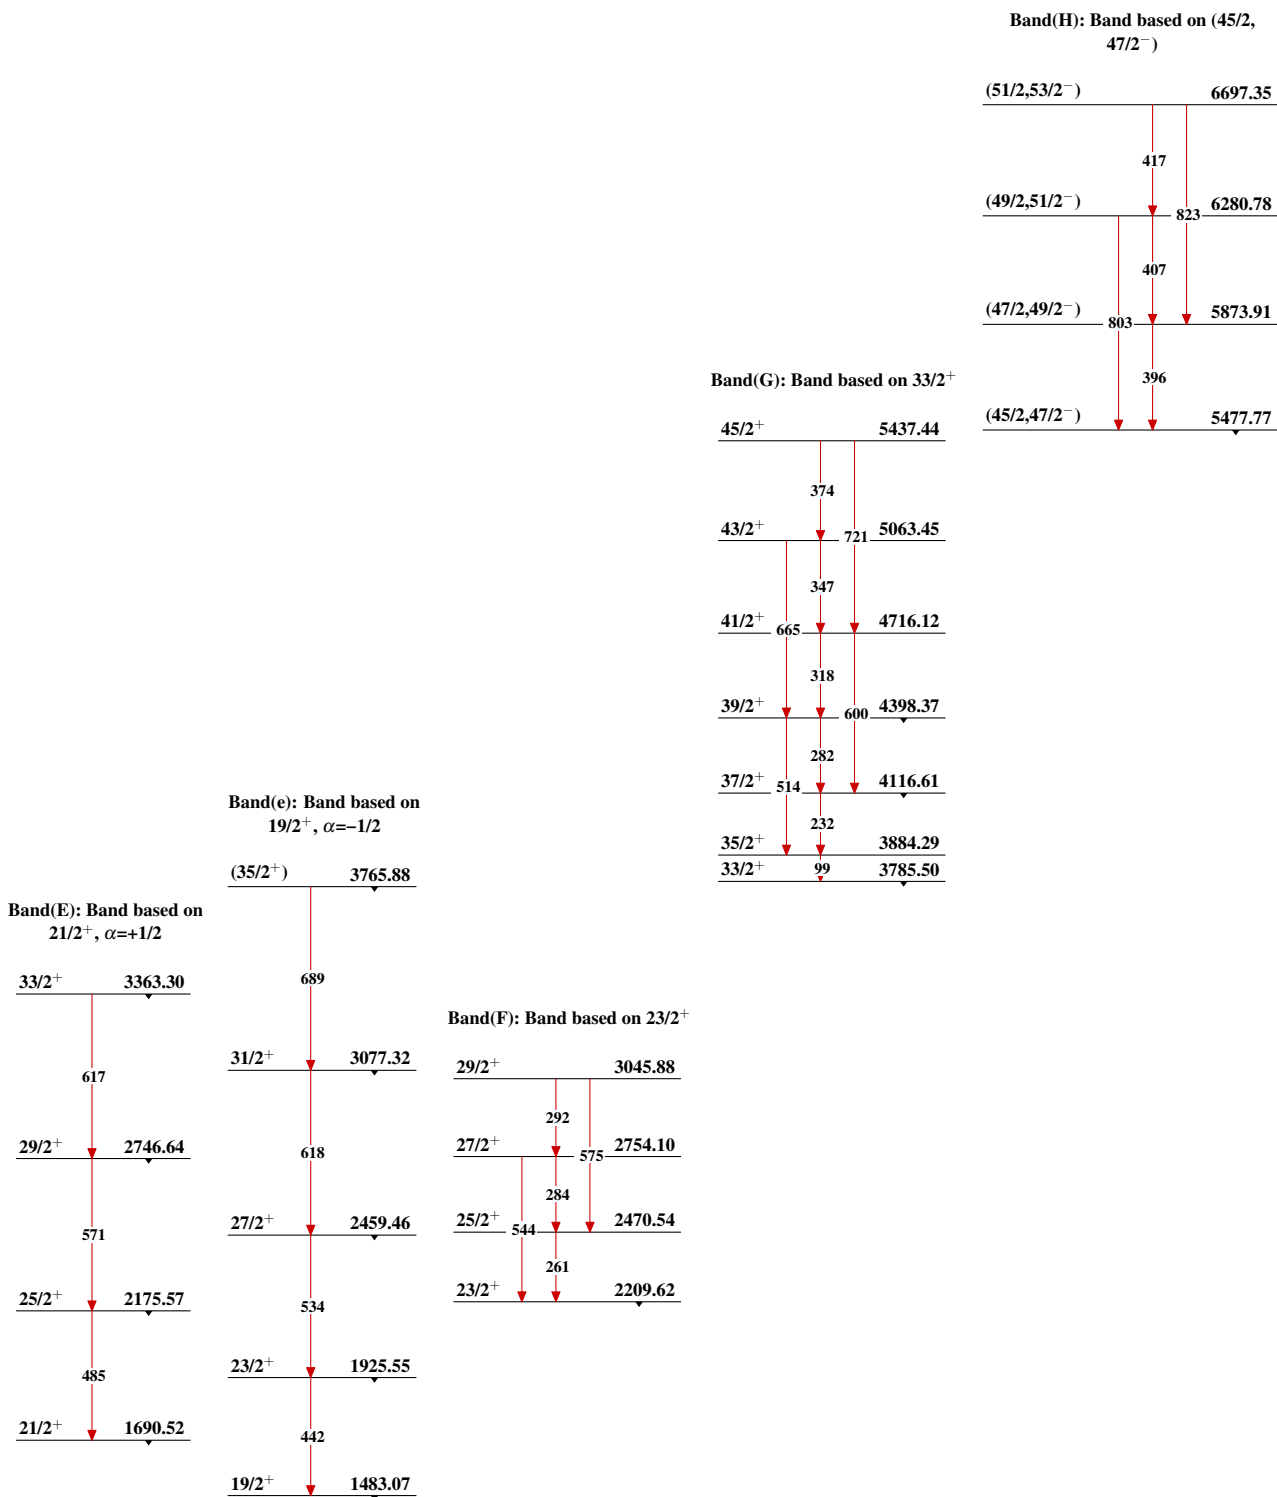 Band(H): Band based on (45/2,
47/2⁻)
(51/2,53/2⁻) 6697.35
417
(49/2,51/2⁻) 823 6280.78
407
(47/2,49/2⁻) 803 5873.91
396
(45/2,47/2⁻) 5477.77
Band(G): Band based on 33/2⁺
45/2⁺ 5437.44
374
43/2⁺ 721 5063.45
347
41/2⁺ 665 4716.12
318
39/2⁺ 600 4398.37
282
37/2⁺ 514 4116.61
232
35/2⁺ 3884.29
33/2⁺ 99 3785.50
Band(e): Band based on
19/2⁺, α=−1/2
(35/2⁺) 3765.88
689
31/2⁺ 3077.32
618
27/2⁺ 2459.46
534
23/2⁺ 1925.55
442
19/2⁺ 1483.07
Band(E): Band based on
21/2⁺, α=+1/2
33/2⁺ 3363.30
617
29/2⁺ 2746.64
571
25/2⁺ 2175.57
485
21/2⁺ 1690.52
Band(F): Band based on 23/2⁺
29/2⁺ 3045.88
292
27/2⁺ 575 2754.10
284
25/2⁺ 544 2470.54
261
23/2⁺ 2209.62